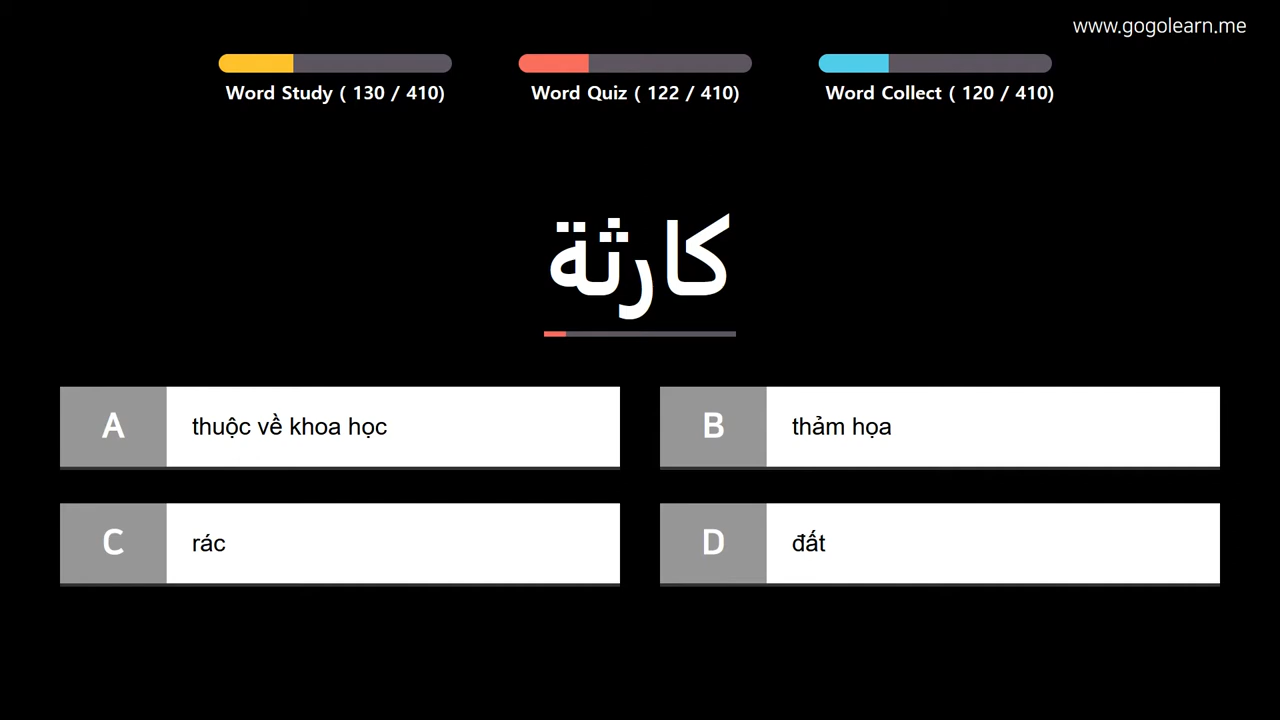 www.gogolearn.me
Word Study ( 130 / 410)
Word Quiz ( 122 / 410)
Word Collect ( 120 / 410)
كارثة
A
thuộc về khoa học
B
thảm họa
C
rác
D
đất